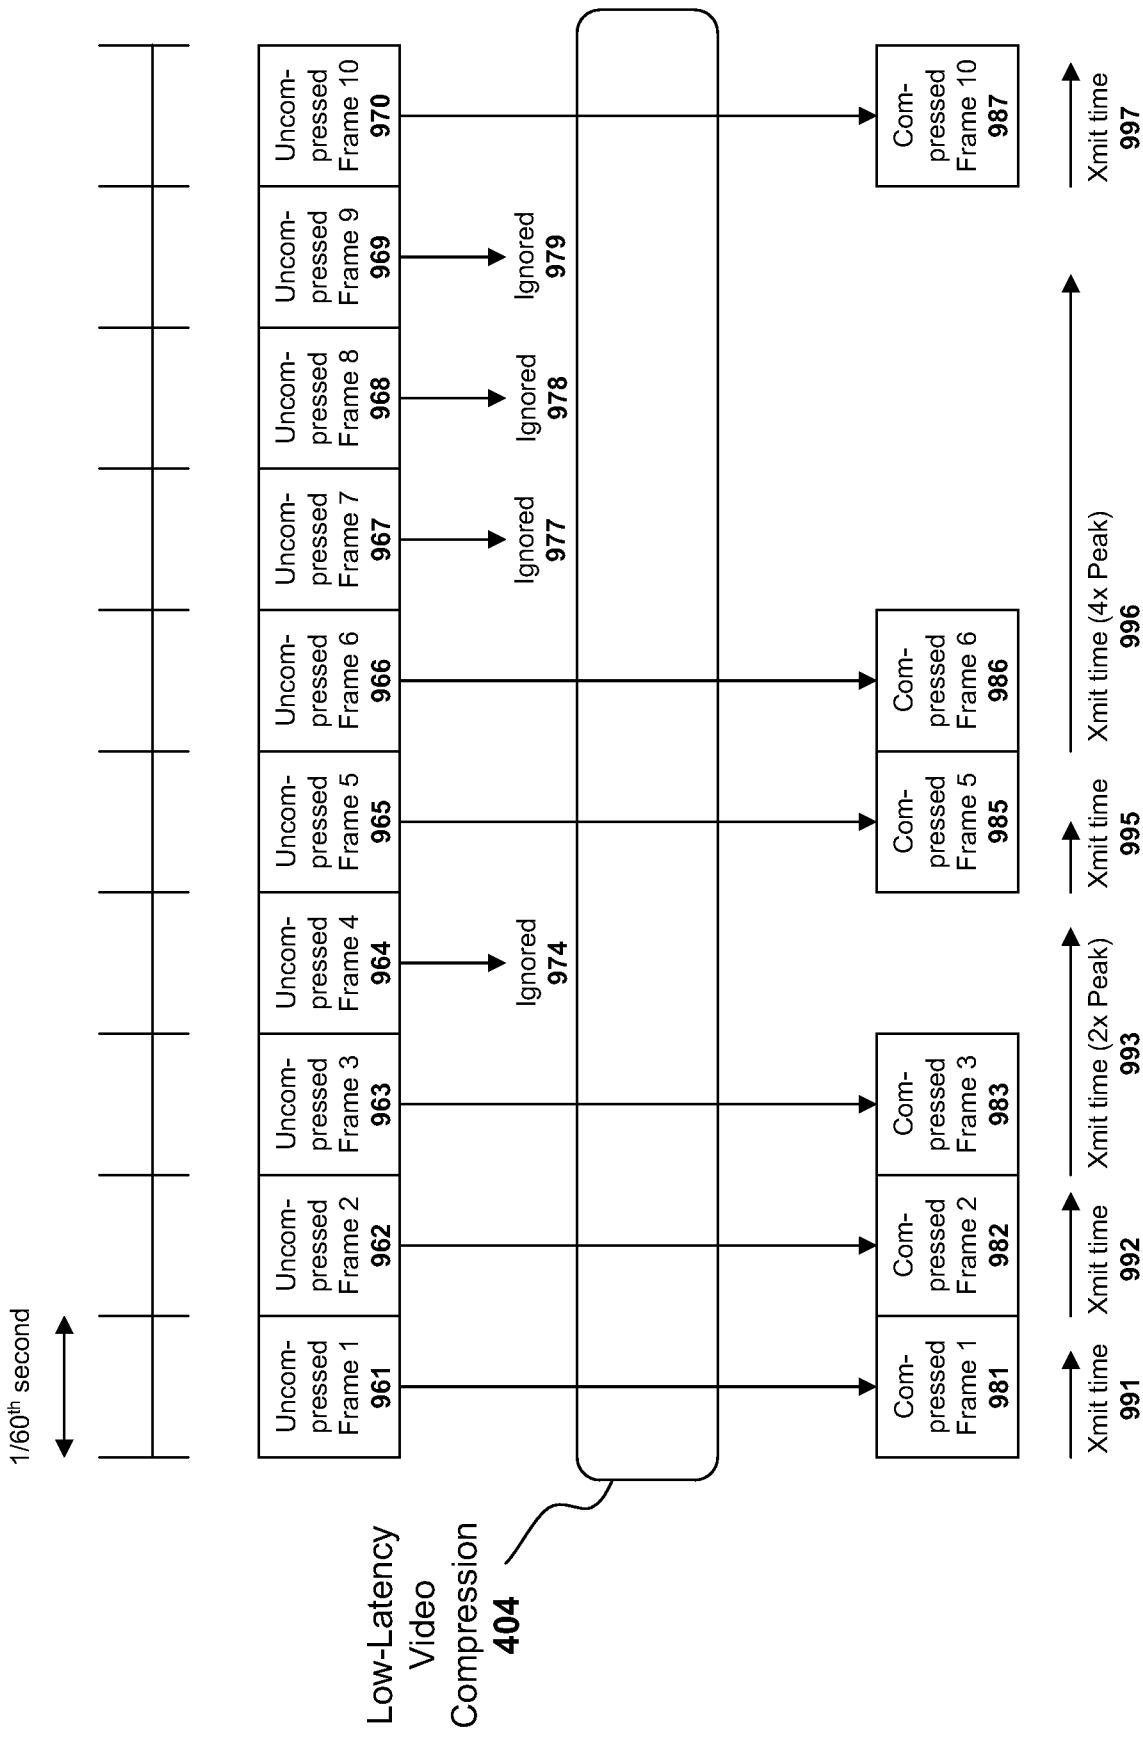 1/60th second
Uncom-
pressed
Frame 1
961
Uncom-
pressed
Frame 2
962
Uncom-
pressed
Frame 3
963
Uncom-
pressed
Frame 4
964
Uncom-
pressed
Frame 5
965
Uncom-
pressed
Frame 6
966
Uncom-
pressed
Frame 7
967
Uncom-
pressed
Frame 8
968
Uncom-
pressed
Frame 9
969
Uncom-
pressed
Frame 10
970
Ignored
974
Ignored
977
Ignored
978
Ignored
979
Low-Latency
Video
Compression
404
Com-
pressed
Frame 1
981
Com-
pressed
Frame 2
982
Com-
pressed
Frame 3
983
Com-
pressed
Frame 5
985
Com-
pressed
Frame 6
986
Com-
pressed
Frame 10
987
Xmit time
991
Xmit time
992
Xmit time (2x Peak)
993
Xmit time
995
Xmit time (4x Peak)
996
Xmit time
997